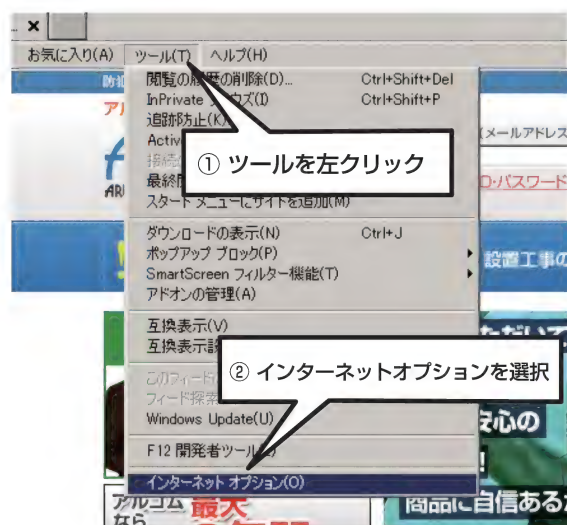 お気に入り(A) ツール(T) ヘルプ(H)
閲覧の履歴の削除(D)... Ctrl+Shift+Del
InPrivate ブラウズ(I) Ctrl+Shift+P
追跡防止(K)
① ツールを左クリック
(メールアドレス
D・パスワード
スタート メニューにサイトを追加(M)
ダウンロードの表示(N) Ctrl+J
ポップアップ ブロック(P)
SmartScreen フィルター機能(T)
アドオンの管理(A)
設置工事の
互換表示(V)
互換表示設
② インターネットオプションを選択
このフィード
フィード探索
Windows Update(U)
安心の
F12 開発者ツール
インターネット オプション(O)
アルコム 最大
なら
商品に自信ある